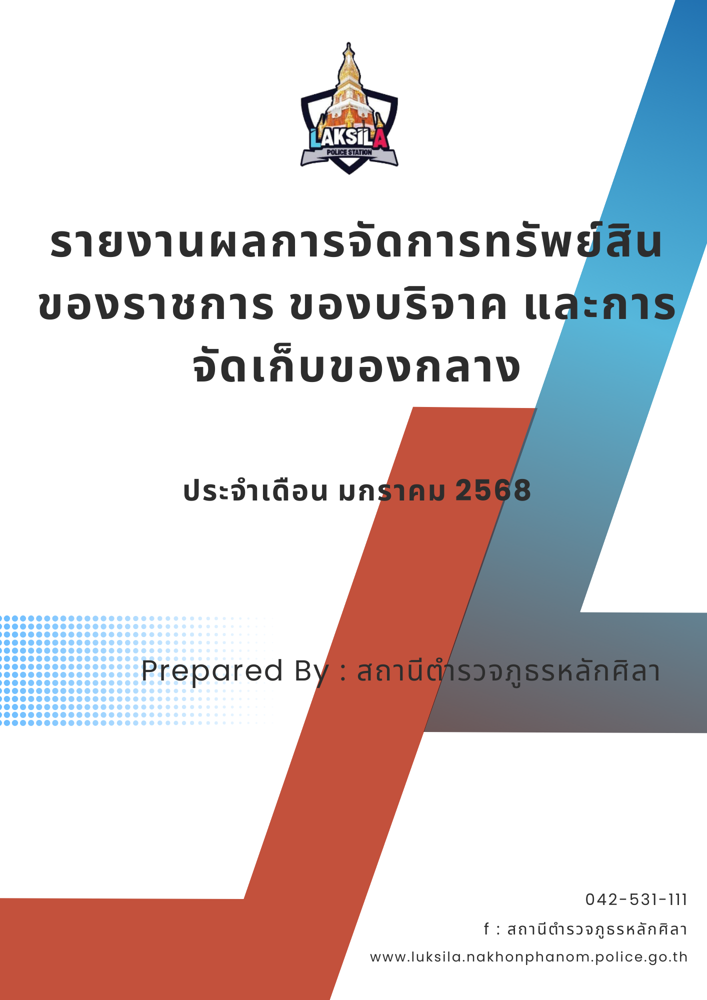 LAKSILA
POLICE STATION
รายงานผลการจัดการทรัพย์สิน
ของราชการ ของบริจาค และการ
จัดเก็บของกลาง
ประจำเดือน มกราคม 2568
Prepared By : สถานีตำรวจภูธรหลักศิลา
042-531-111
f : สถานีตำรวจภูธรหลักศิลา
www.luksila.nakhonphanom.police.go.th